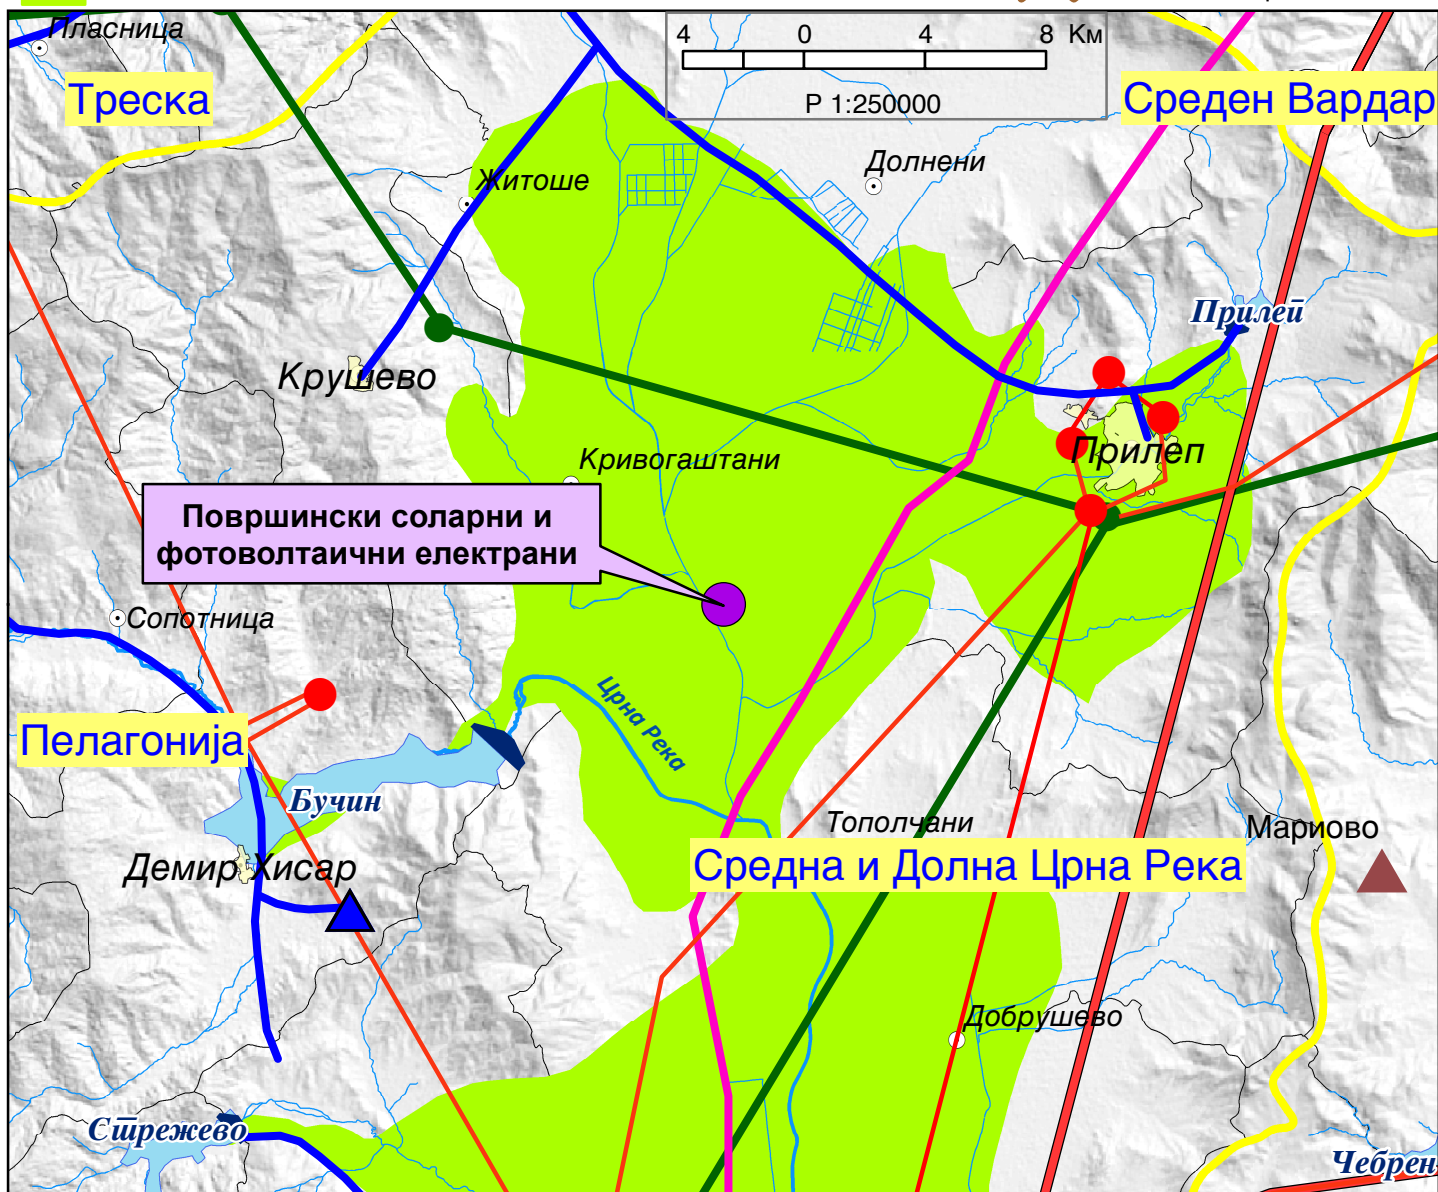 Пласница
4 0 4 8 Км
Р 1:250000
Треска
Среден Вардар
Долнени
Житоше
Прилеп
Крушево
Прилеп
Кривогаштани
Површински соларни и
фотоволтаични електрани
Сопотница
Црна Река
Пелагонија
Бучин
Тополчани
Мариово
Средна и Долна Црна Река
Демир Хисар
Добрушево
Стрежево
Чебрен